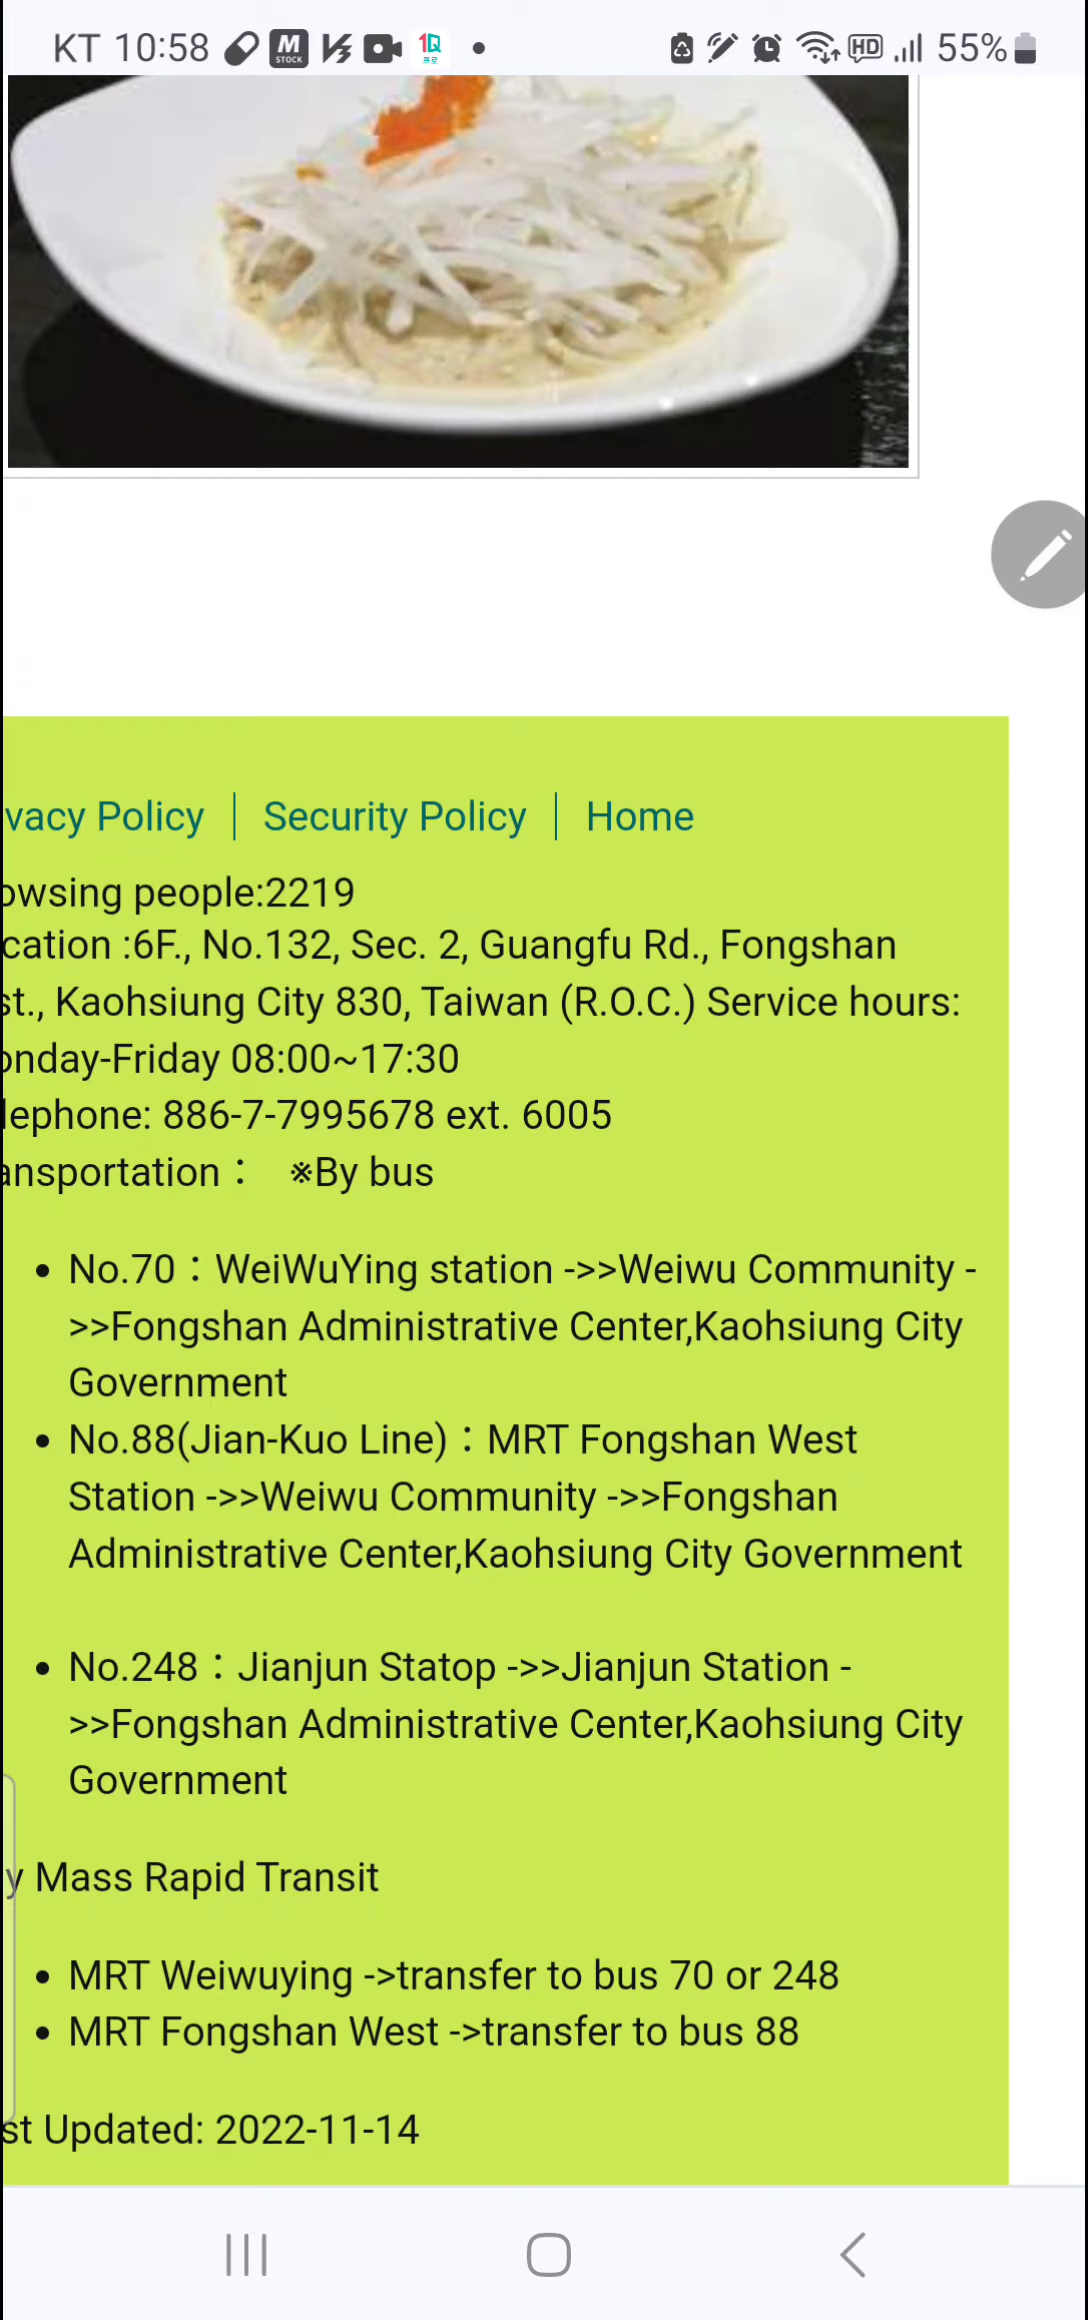 KT 10:58
M
STOCK
1Q
프로
HD
55%
vacy Policy | Security Policy | Home
owsing people:2219
cation :6F., No.132, Sec. 2, Guangfu Rd., Fongshan
st., Kaohsiung City 830, Taiwan (R.O.C.) Service hours:
onday-Friday 08:00~17:30
lephone: 886-7-7995678 ext. 6005
ansportation： ※By bus
• No.70：WeiWuYing station ->>Weiwu Community -
>>Fongshan Administrative Center,Kaohsiung City
Government
• No.88(Jian-Kuo Line)：MRT Fongshan West
Station ->>Weiwu Community ->>Fongshan
Administrative Center,Kaohsiung City Government
• No.248：Jianjun Statop ->>Jianjun Station -
>>Fongshan Administrative Center,Kaohsiung City
Government
y Mass Rapid Transit
• MRT Weiwuying ->transfer to bus 70 or 248
• MRT Fongshan West ->transfer to bus 88
st Updated: 2022-11-14